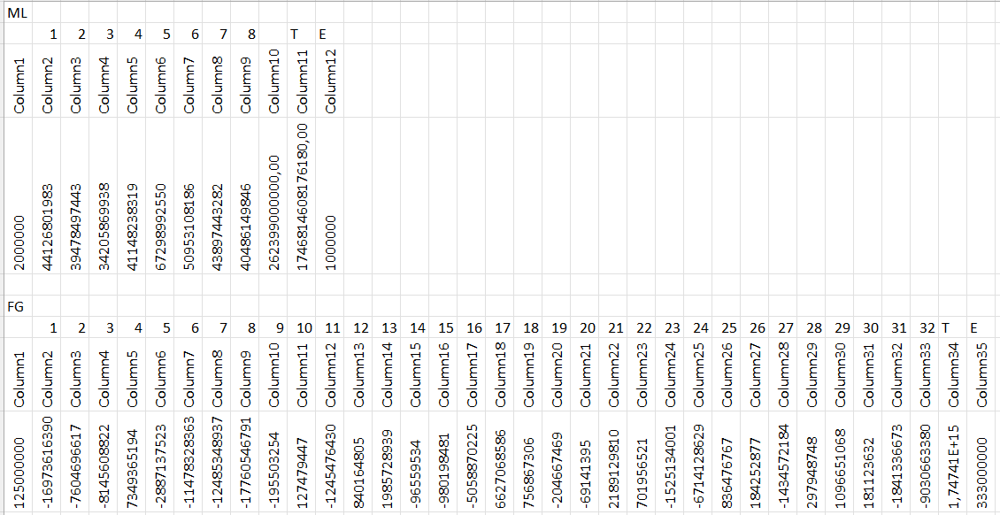 ML
1 2 3 4 5 6 7 8 T E
Column1 Column2 Column3 Column4 Column5 Column6 Column7 Column8 Column9 Column10 Column11 Column12
2000000 44126801983 39478497443 34205869938 41148238319 67298992550 50953108186 43897443282 40486149846 2623990000000,00 1746814608176180,00 1000000
FG
1 2 3 4 5 6 7 8 9 10 11 12 13 14 15 16 17 18 19 20 21 22 23 24 25 26 27 28 29 30 31 32 T E
Column1 Column2 Column3 Column4 Column5 Column6 Column7 Column8 Column9 Column10 Column11 Column12 Column13 Column14 Column15 Column16 Column17 Column18 Column19 Column20 Column21 Column22 Column23 Column24 Column25 Column26 Column27 Column28 Column29 Column30 Column31 Column32 Column33 Column34 Column35
125000000 -16973616390 -7604696617 -8145608822 7349365194 -2887137523 -11478328363 -12485348937 -17760546791 -195503254 127479447 -1245476430 840164805 1985728939 -96559534 -980198481 -5058870225 6627068586 756867306 -204667469 -69141395 2189129810 701956521 -1525134001 -6714128629 836476767 184252877 -1434572184 297948748 1096651068 181123632 -1841336673 -9030663380 1,74741E+15 333000000